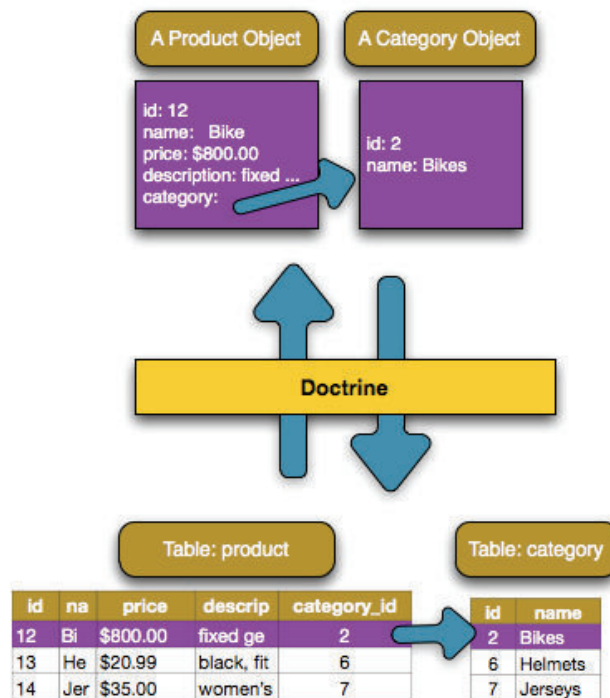 A Product Object A Category Object
id: 12
name: Bike
price: $800.00
description: fixed ...
category:
id: 2
name: Bikes
Doctrine
Table: product Table: category
id na price descrip category_id
12 Bi $800.00 fixed ge 2
13 He $20.99 black, fit 6
14 Jer $35.00 women's 7
id name
2 Bikes
6 Helmets
7 Jerseys